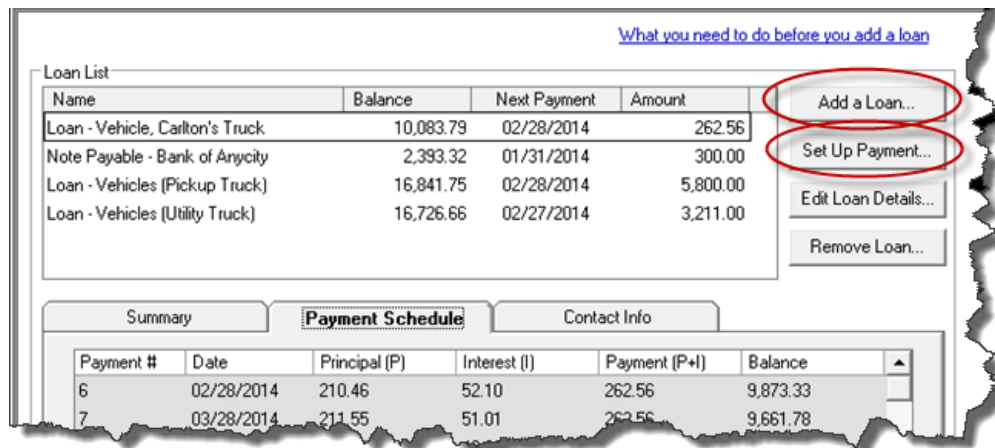 What you need to do before you add a loan
Loan List
Name Balance Next Payment Amount
Add a Loan...
Loan - Vehicle, Carlton's Truck 10,083.79 02/28/2014 262.56
Note Payable - Bank of Anycity 2,393.32 01/31/2014 300.00
Set Up Payment...
Loan - Vehicles (Pickup Truck) 16,841.75 02/28/2014 5,800.00
Edit Loan Details...
Loan - Vehicles (Utility Truck) 16,726.66 02/27/2014 3,211.00
Remove Loan...
Summary Payment Schedule Contact Info
Payment # Date Principal (P) Interest (I) Payment (P+I) Balance
6 02/28/2014 210.46 52.10 262.56 9,873.33
7 03/28/2014 211.55 51.01 262.56 9,661.78